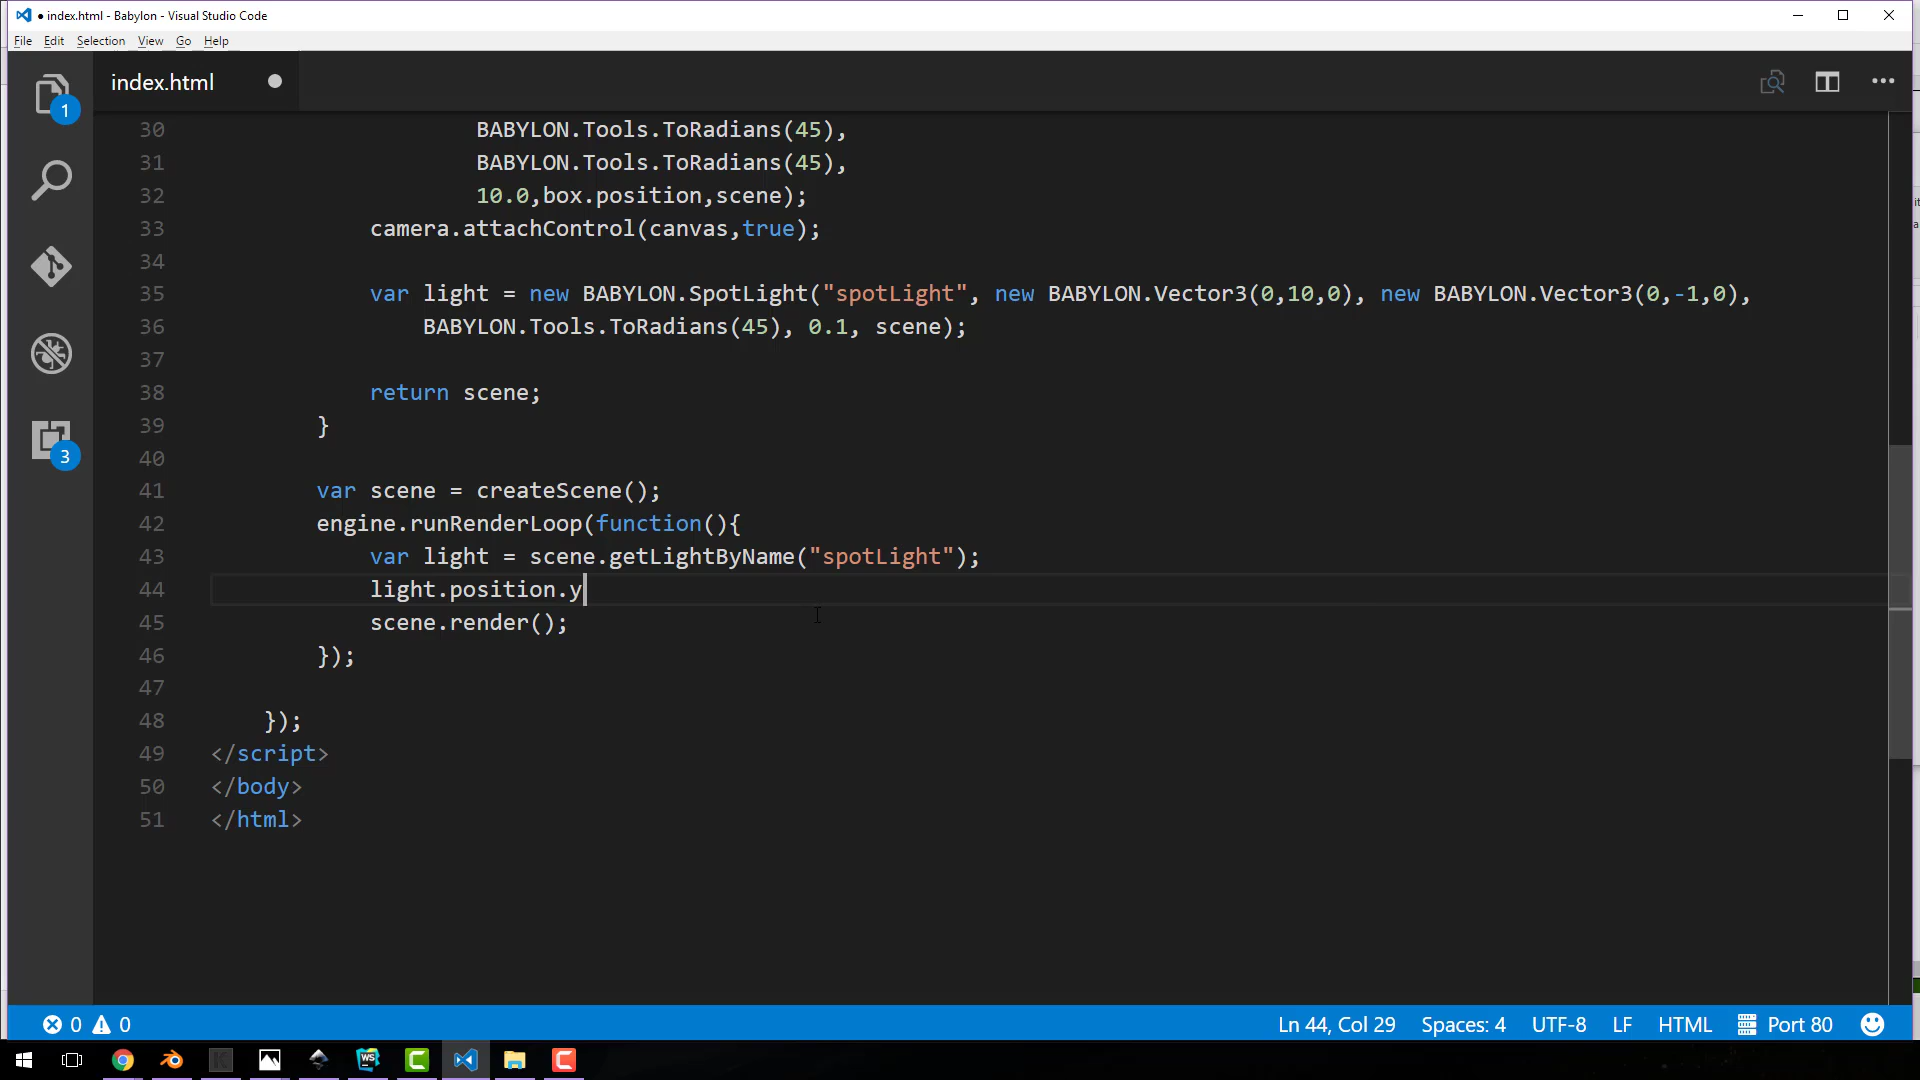 ● index.html - Babylon - Visual Studio Code
File Edit Selection View Go Help
index.html
1
3
30 BABYLON.Tools.ToRadians(45),
31 BABYLON.Tools.ToRadians(45),
32 10.0,box.position,scene);
33 camera.attachControl(canvas,true);
34
35 var light = new BABYLON.SpotLight("spotLight", new BABYLON.Vector3(0,10,0), new BABYLON.Vector3(0,-1,0),
36 BABYLON.Tools.ToRadians(45), 0.1, scene);
37
38 return scene;
39 }
40
41 var scene = createScene();
42 engine.runRenderLoop(function(){
43 var light = scene.getLightByName("spotLight");
44 light.position.y
45 scene.render();
46 });
47
48 });
49 </script>
50 </body>
51 </html>
0 0 Ln 44, Col 29 Spaces: 4 UTF-8 LF HTML Port 80
WS